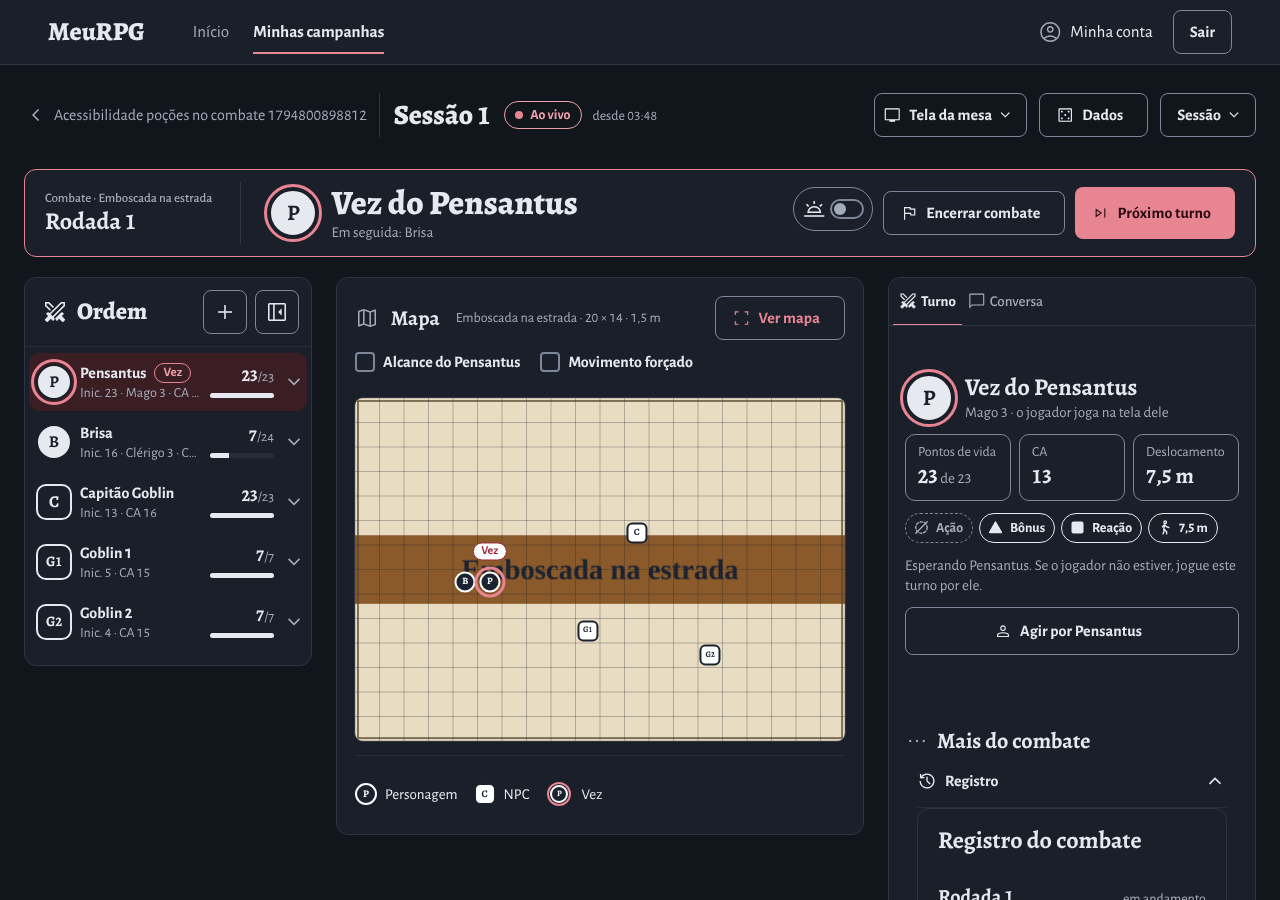 MeuRPG
Início
Minhas campanhas
Minha conta
Sair
Acessibilidade poções no combate 1794800898812
Sessão 1
Ao vivo
desde 03:48
Tela da mesa
Dados
Sessão
Combate · Emboscada na estrada
Rodada 1
P
Vez do Pensantus
Em seguida: Brisa
Encerrar combate
Próximo turno
Ordem
P
Pensantus
Vez
23/23
Inic. 23 · Mago 3 · CA ...
B
Brisa
7/24
Inic. 16 · Clérigo 3 · C...
C
Capitão Goblin
23/23
Inic. 13 · CA 16
G1
Goblin 1
7/7
Inic. 5 · CA 15
G2
Goblin 2
7/7
Inic. 4 · CA 15
Mapa
Emboscada na estrada · 20 × 14 · 1,5 m
Ver mapa
Alcance do Pensantus
Movimento forçado
C
Vez
Emboscada na estrada
B
P
G1
G2
P
Personagem
C
NPC
P
Vez
Turno
Conversa
P
Vez do Pensantus
Mago 3 · o jogador joga na tela dele
Pontos de vida
23 de 23
CA
13
Deslocamento
7,5 m
Ação
Bônus
Reação
7,5 m
Esperando Pensantus. Se o jogador não estiver, jogue este
turno por ele.
Agir por Pensantus
Mais do combate
Registro
Registro do combate
Rodada 1
em andamento